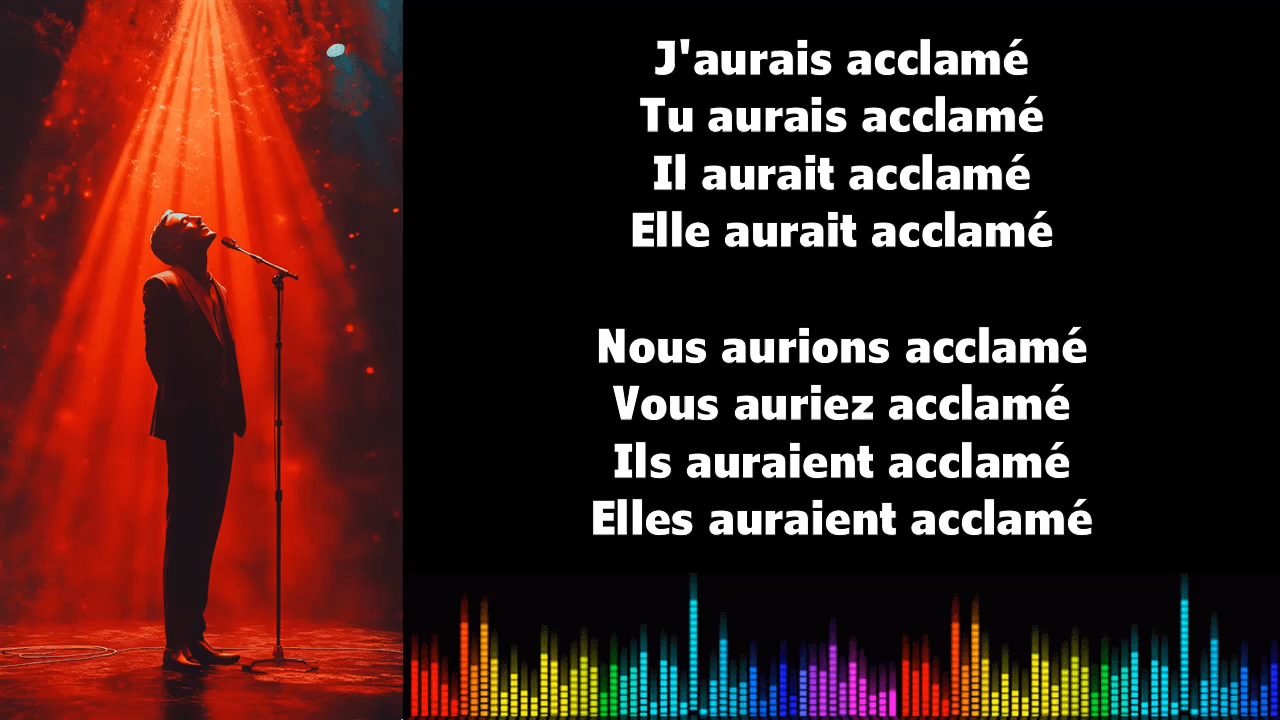 J'aurais acclamé
Tu aurais acclamé
Il aurait acclamé
Elle aurait acclamé
Nous aurions acclamé
Vous auriez acclamé
Ils auraient acclamé
Elles auraient acclamé